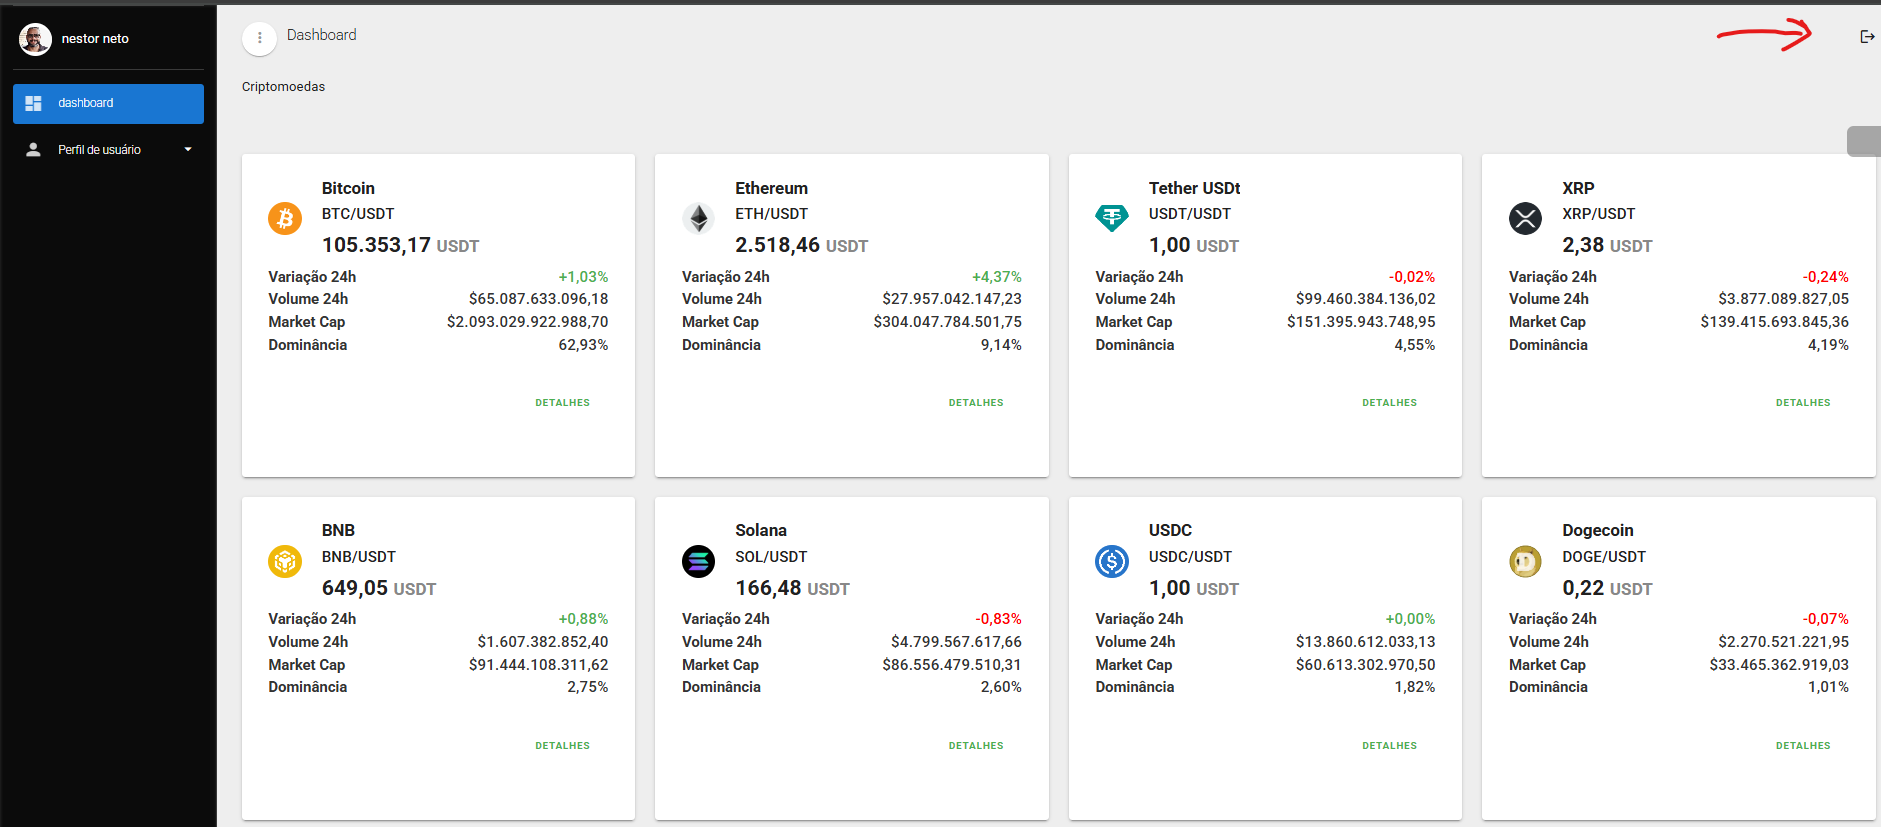 nestor neto
dashboard
Perfil de usuário
Dashboard
Criptomoedas
Bitcoin
BTC/USDT
105.353,17 USDT
Variação 24h +1,03%
Volume 24h $65.087.633.096,18
Market Cap $2.093.029.922.988,70
Dominância 62,93%
DETALHES
Ethereum
ETH/USDT
2.518,46 USDT
Variação 24h +4,37%
Volume 24h $27.957.042.147,23
Market Cap $304.047.784.501,75
Dominância 9,14%
DETALHES
Tether USDt
USDT/USDT
1,00 USDT
Variação 24h -0,02%
Volume 24h $99.460.384.136,02
Market Cap $151.395.943.748,95
Dominância 4,55%
DETALHES
XRP
XRP/USDT
2,38 USDT
Variação 24h -0,24%
Volume 24h $3.877.089.827,05
Market Cap $139.415.693.845,36
Dominância 4,19%
DETALHES
BNB
BNB/USDT
649,05 USDT
Variação 24h +0,88%
Volume 24h $1.607.382.852,40
Market Cap $91.444.108.311,62
Dominância 2,75%
DETALHES
Solana
SOL/USDT
166,48 USDT
Variação 24h -0,83%
Volume 24h $4.799.567.617,66
Market Cap $86.556.479.510,31
Dominância 2,60%
DETALHES
USDC
USDC/USDT
1,00 USDT
Variação 24h +0,00%
Volume 24h $13.860.612.033,13
Market Cap $60.613.302.970,50
Dominância 1,82%
DETALHES
Dogecoin
DOGE/USDT
0,22 USDT
Variação 24h -0,07%
Volume 24h $2.270.521.221,95
Market Cap $33.465.362.919,03
Dominância 1,01%
DETALHES